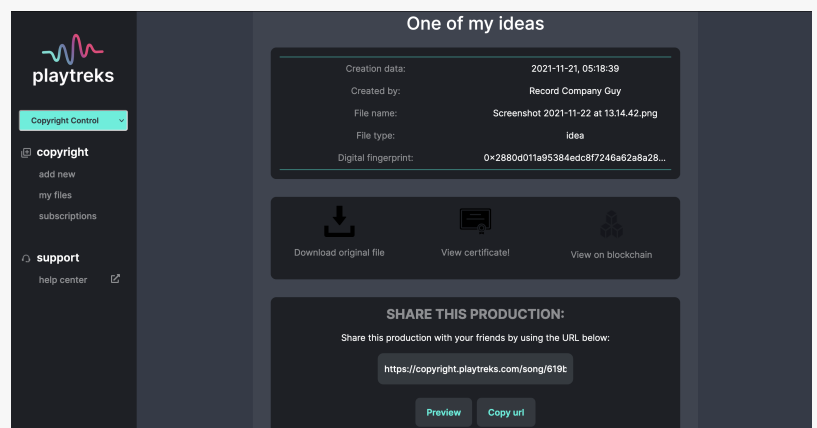 playtreks
Copyright Control
copyright
add new
my files
subscriptions
support
help center
One of my ideas
Creation data: 2021-11-21, 05:18:39
Created by: Record Company Guy
File name: Screenshot 2021-11-22 at 13.14.42.png
File type: idea
Digital fingerprint: 0x2880d011a95384edc8f7246a62a8a28...
Download original file
View certificate!
View on blockchain
SHARE THIS PRODUCTION:
Share this production with your friends by using the URL below:
https://copyright.playtreks.com/song/619b
Preview
Copy url